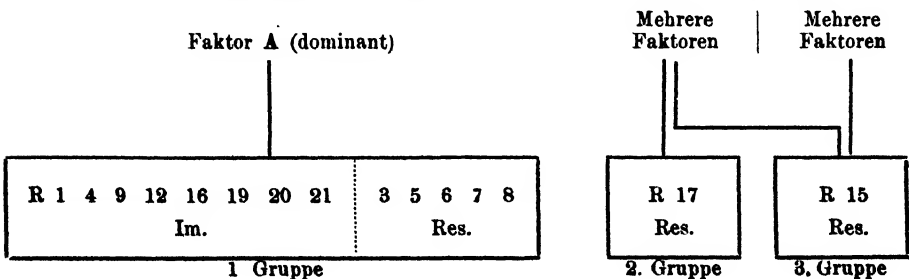 Faktor A (dominant)
Mehrere
Faktoren
Mehrere
Faktoren
R 1 4 9 12 16 19 20 21
Im.
3 5 6 7 8
Res.
R 17
Res.
R 15
Res.
1 Gruppe
2. Gruppe
3. Gruppe